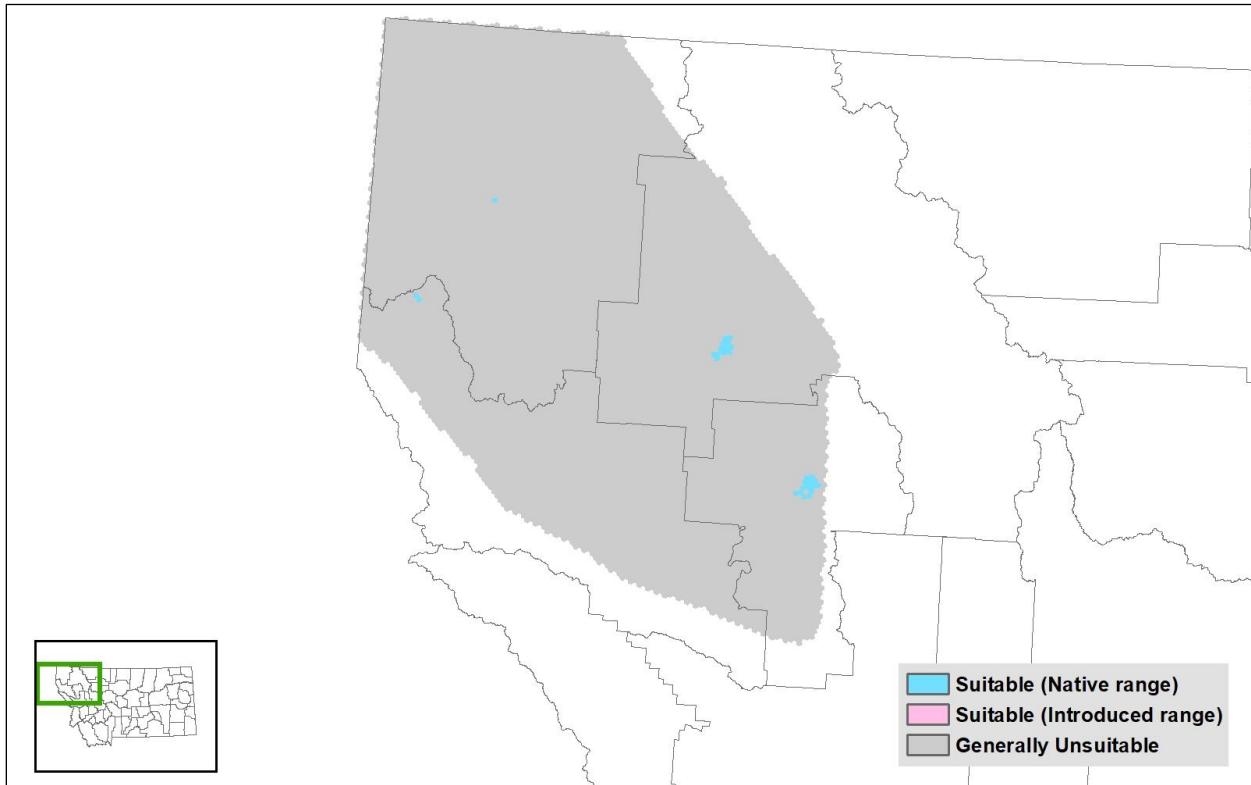 Suitable (Native range)
Suitable (Introduced range)
Generally Unsuitable